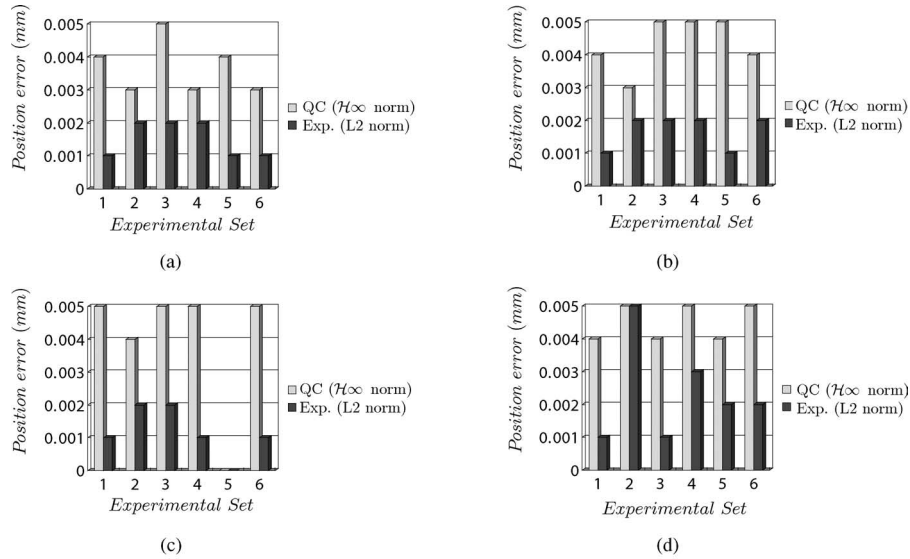 Position error (mm)
0.005
0.004
0.003
0.002
0.001
0
1 2 3 4 5 6
Experimental Set
QC (ℋ∞ norm)
Exp. (L2 norm)
(a)
Position error (mm)
0.005
0.004
0.003
0.002
0.001
0
1 2 3 4 5 6
Experimental Set
QC (ℋ∞ norm)
Exp. (L2 norm)
(b)
Position error (mm)
0.005
0.004
0.003
0.002
0.001
0
1 2 3 4 5 6
Experimental Set
QC (ℋ∞ norm)
Exp. (L2 norm)
(c)
Position error (mm)
0.005
0.004
0.003
0.002
0.001
0
1 2 3 4 5 6
Experimental Set
QC (ℋ∞ norm)
Exp. (L2 norm)
(d)